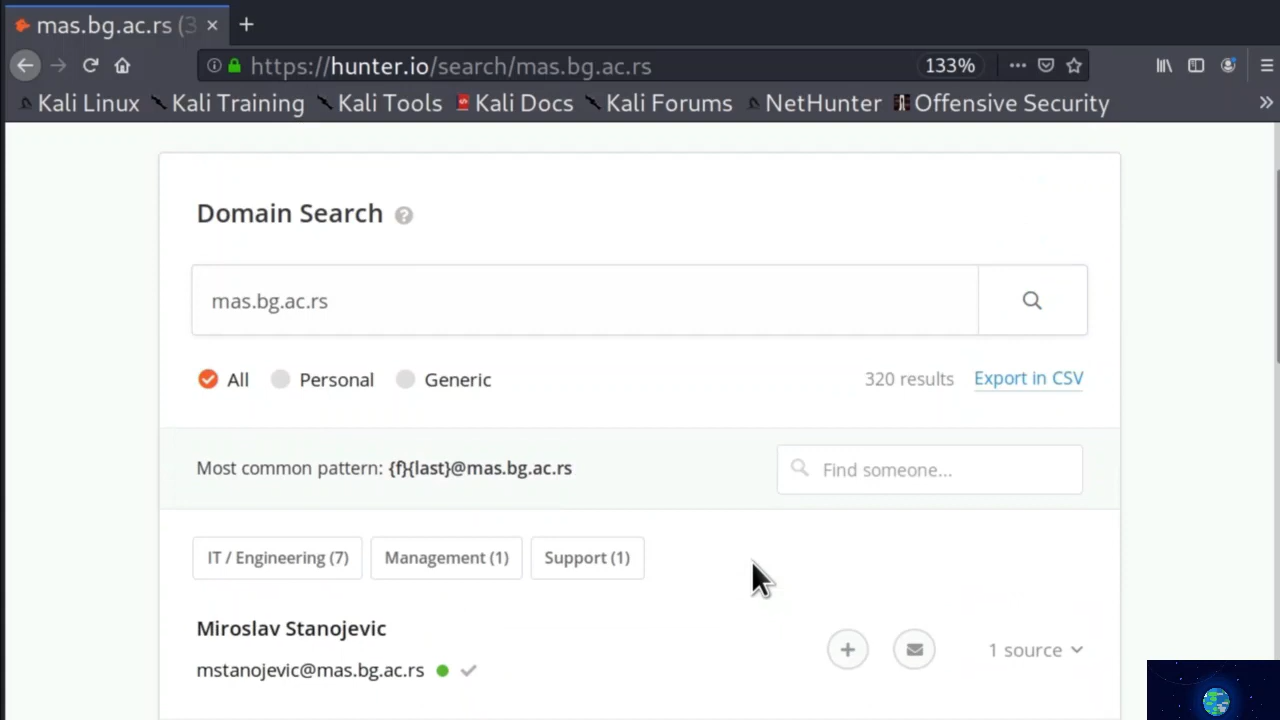 mas.bg.ac.rs (3
https://hunter.io/search/mas.bg.ac.rs 133%
Kali Linux Kali Training Kali Tools Kali Docs Kali Forums NetHunter Offensive Security
Domain Search ?
mas.bg.ac.rs
All Personal Generic 320 results Export in CSV
Most common pattern: {f}{last}@mas.bg.ac.rs Find someone...
IT / Engineering (7) Management (1) Support (1)
Miroslav Stanojevic
mstanojevic@mas.bg.ac.rs 1 source